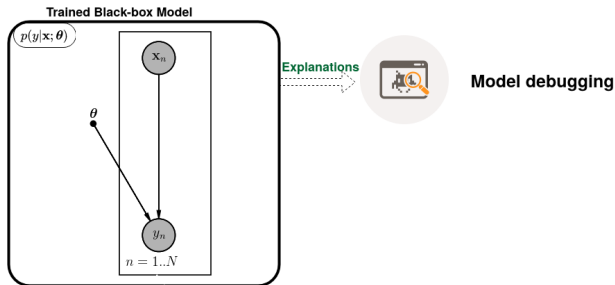 Trained Black-box Model
p(y|x; θ)
x_n
Explanations
Model debugging
θ
y_n
n = 1..N